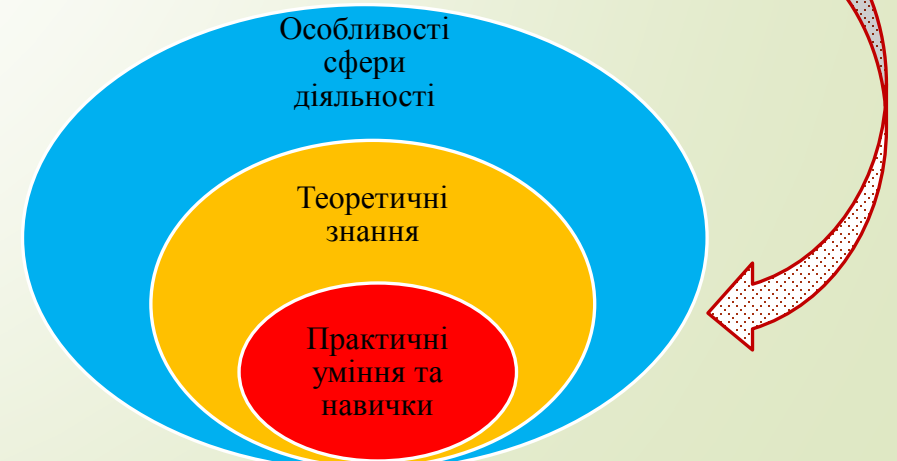 Особливості
сфери
діяльності
Теоретичні
знання
Практичні
уміння та
навички